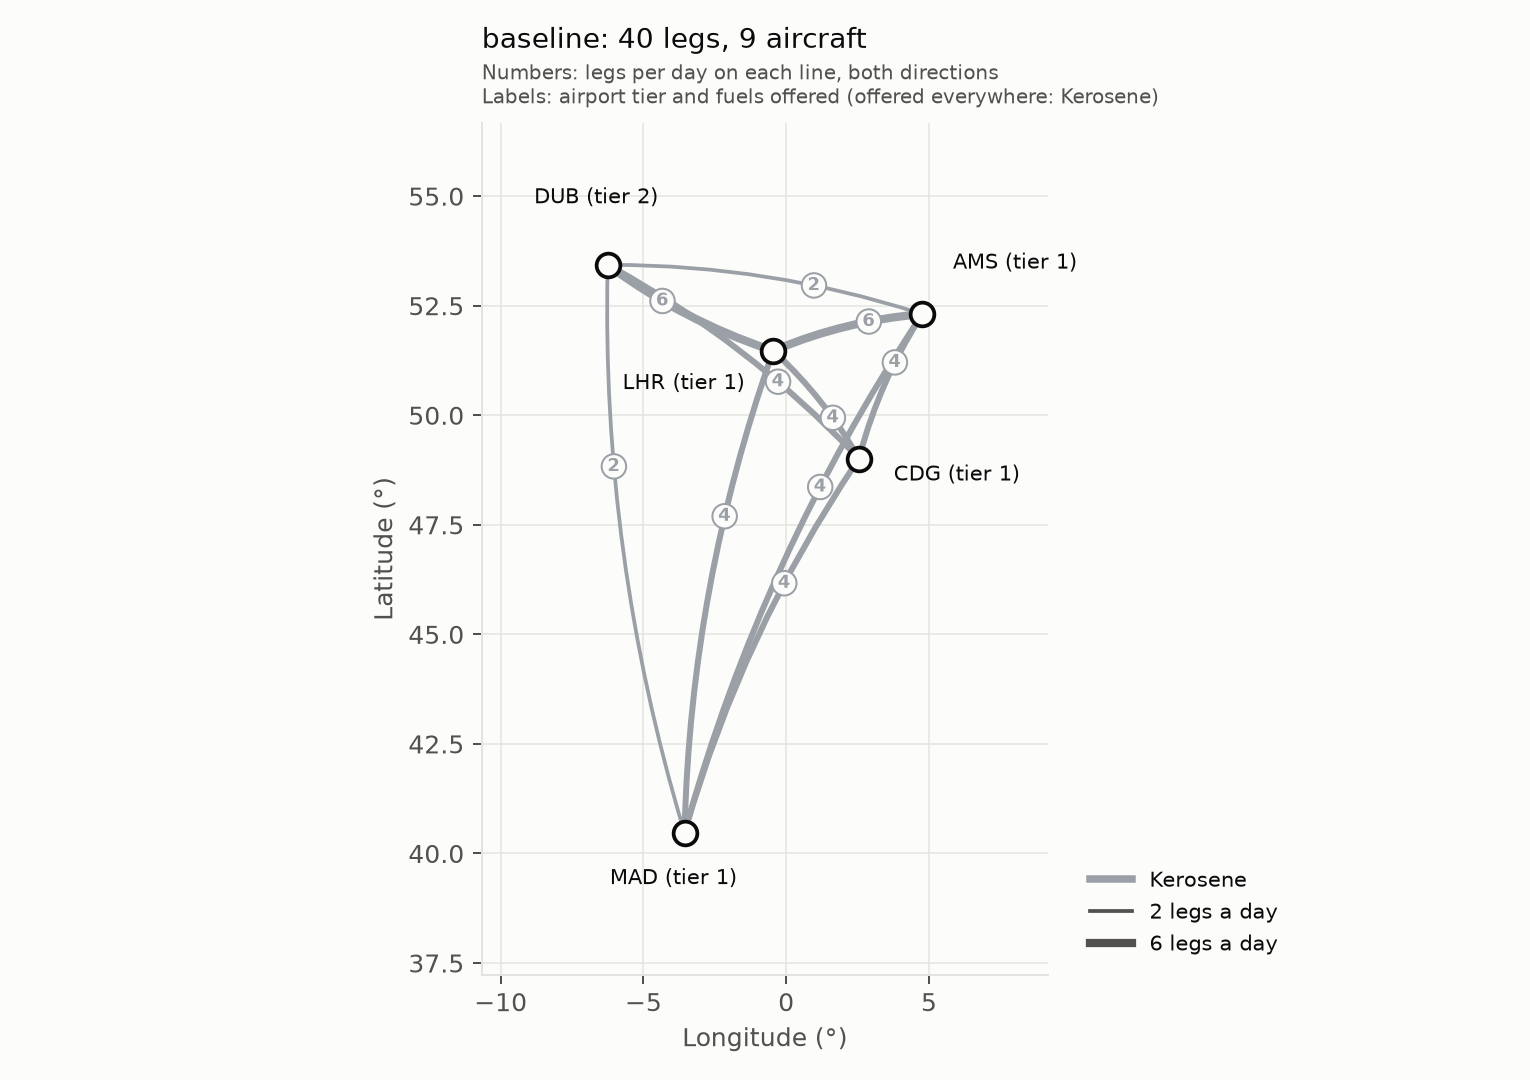 baseline: 40 legs, 9 aircraft
Numbers: legs per day on each line, both directions
Labels: airport tier and fuels offered (offered everywhere: Kerosene)
55.0
52.5
50.0
47.5
45.0
42.5
40.0
37.5
Latitude (°)
DUB (tier 2)
AMS (tier 1)
2
6
6
4
LHR (tier 1)
4
4
2
CDG (tier 1)
4
4
4
MAD (tier 1)
Kerosene
2 legs a day
6 legs a day
−10
−5
0
5
Longitude (°)